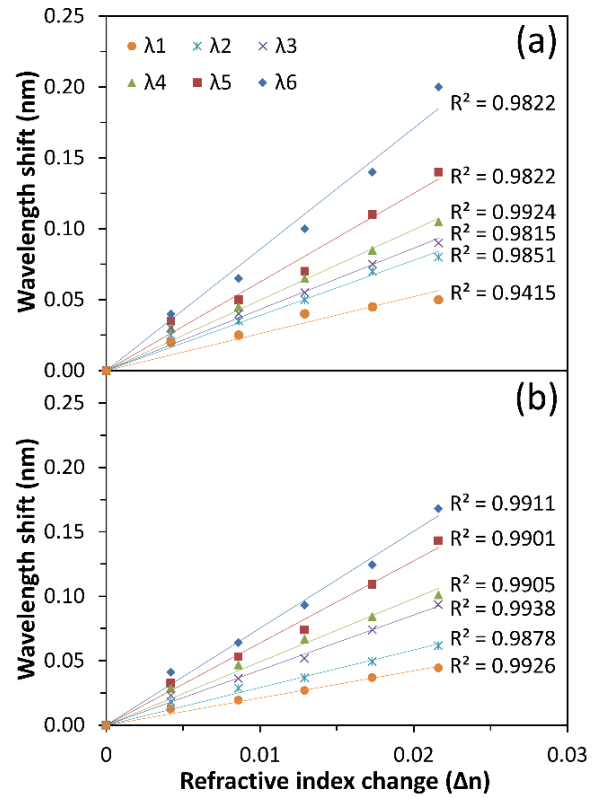 (a)
λ1 λ2 λ3
λ4 λ5 λ6
0.25
0.20
0.15
0.10
0.05
0.00
Wavelength shift (nm)
R² = 0.9822
R² = 0.9822
R² = 0.9924
R² = 0.9815
R² = 0.9851
R² = 0.9415
(b)
0.25
0.20
0.15
0.10
0.05
0.00
Wavelength shift (nm)
R² = 0.9911
R² = 0.9901
R² = 0.9905
R² = 0.9938
R² = 0.9878
R² = 0.9926
0 0.01 0.02 0.03
Refractive index change (Δn)